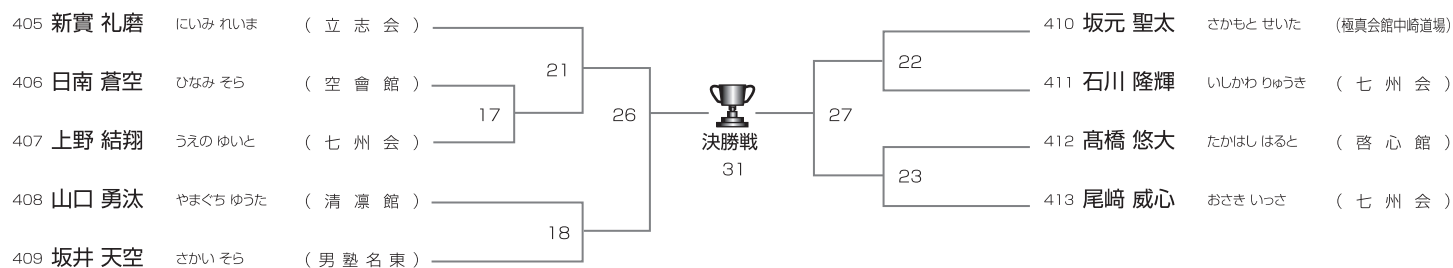 405 新實 礼磨 にいみ れいま （ 立 志 会 ）
406 日南 蒼空 ひなみ そら （ 空 會 館 ）
407 上野 結翔 うえの ゆいと （ 七 州 会 ）
408 山口 勇汰 やまぐち ゆうた （ 清 凛 館 ）
409 坂井 天空 さかい そら （ 男 塾 名 東 ）
21
17
26
18
決勝戦
31
27
22
23
410 坂元 聖太 さかもと せいた （極真会館中崎道場）
411 石川 隆輝 いしかわ りゅうき （ 七 州 会 ）
412 髙橋 悠大 たかはし はると （ 啓 心 館 ）
413 尾﨑 威心 おさき いっさ （ 七 州 会 ）